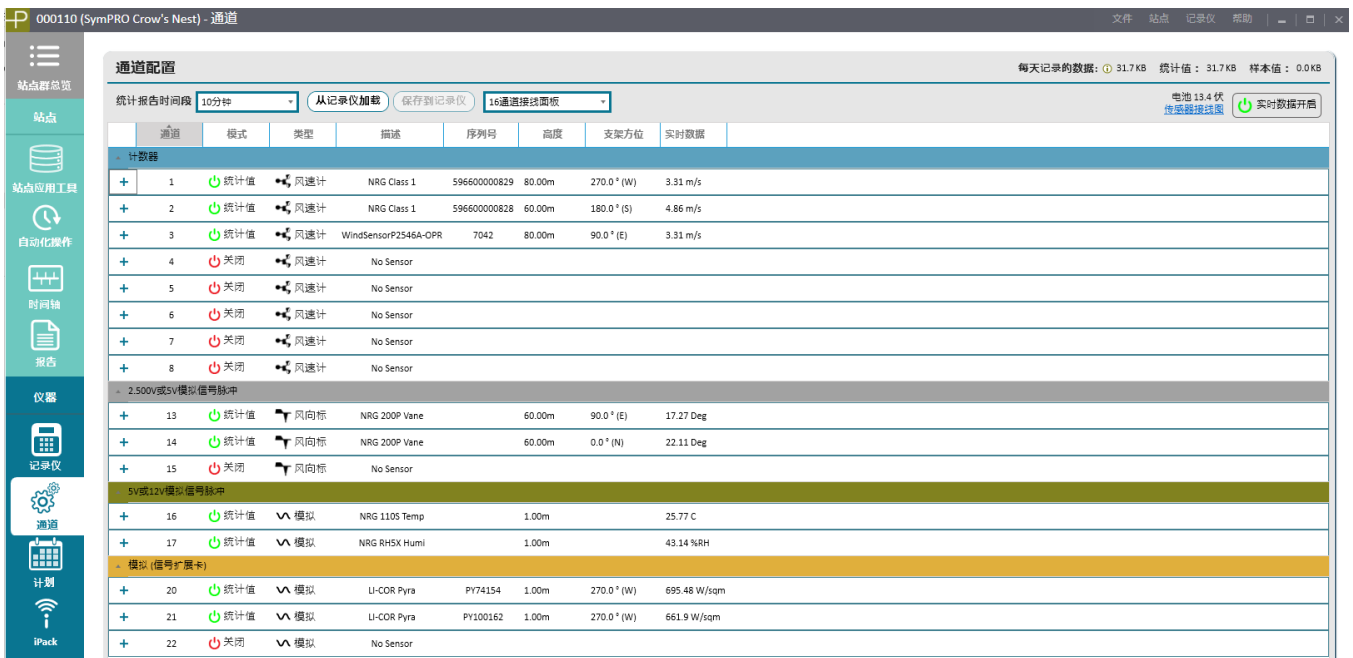 000110 (SymPRO Crow's Nest) - 通道 文件 站点 记录仪 帮助
站点群总览
站点
站点应用工具
自动化操作
时间轴
报告
仪器
记录仪
通道
计划
iPack
通道配置 每天记录的数据: 31.7KB 统计值: 31.7KB 样本值: 0.0KB
统计报告时间段 10分钟 从记录仪加载 保存到记录仪 16通道接线面板 电池 13.4 伏 传感器接线图 实时数据开启
通道 模式 类型 描述 序列号 高度 支架方位 实时数据
计数器
+ 1 统计值 风速计 NRG Class 1 596600000829 80.00m 270.0 ° (W) 3.31 m/s
+ 2 统计值 风速计 NRG Class 1 596600000828 60.00m 180.0 ° (S) 4.86 m/s
+ 3 统计值 风速计 WindSensorP2546A-OPR 7042 80.00m 90.0 ° (E) 3.31 m/s
+ 4 关闭 风速计 No Sensor
+ 5 关闭 风速计 No Sensor
+ 6 关闭 风速计 No Sensor
+ 7 关闭 风速计 No Sensor
+ 8 关闭 风速计 No Sensor
2.500V或5V模拟信号脉冲
+ 13 统计值 风向标 NRG 200P Vane 60.00m 90.0 ° (E) 17.27 Deg
+ 14 统计值 风向标 NRG 200P Vane 60.00m 0.0 ° (N) 22.11 Deg
+ 15 关闭 风向标 No Sensor
5V或12V模拟信号脉冲
+ 16 统计值 模拟 NRG 110S Temp 1.00m 25.77 C
+ 17 统计值 模拟 NRG RH5X Humi 1.00m 43.14 %RH
模拟 (信号扩展卡)
+ 20 统计值 模拟 LI-COR Pyra PY74154 1.00m 270.0 ° (W) 695.48 W/sqm
+ 21 统计值 模拟 LI-COR Pyra PY100162 1.00m 270.0 ° (W) 661.9 W/sqm
+ 22 关闭 模拟 No Sensor